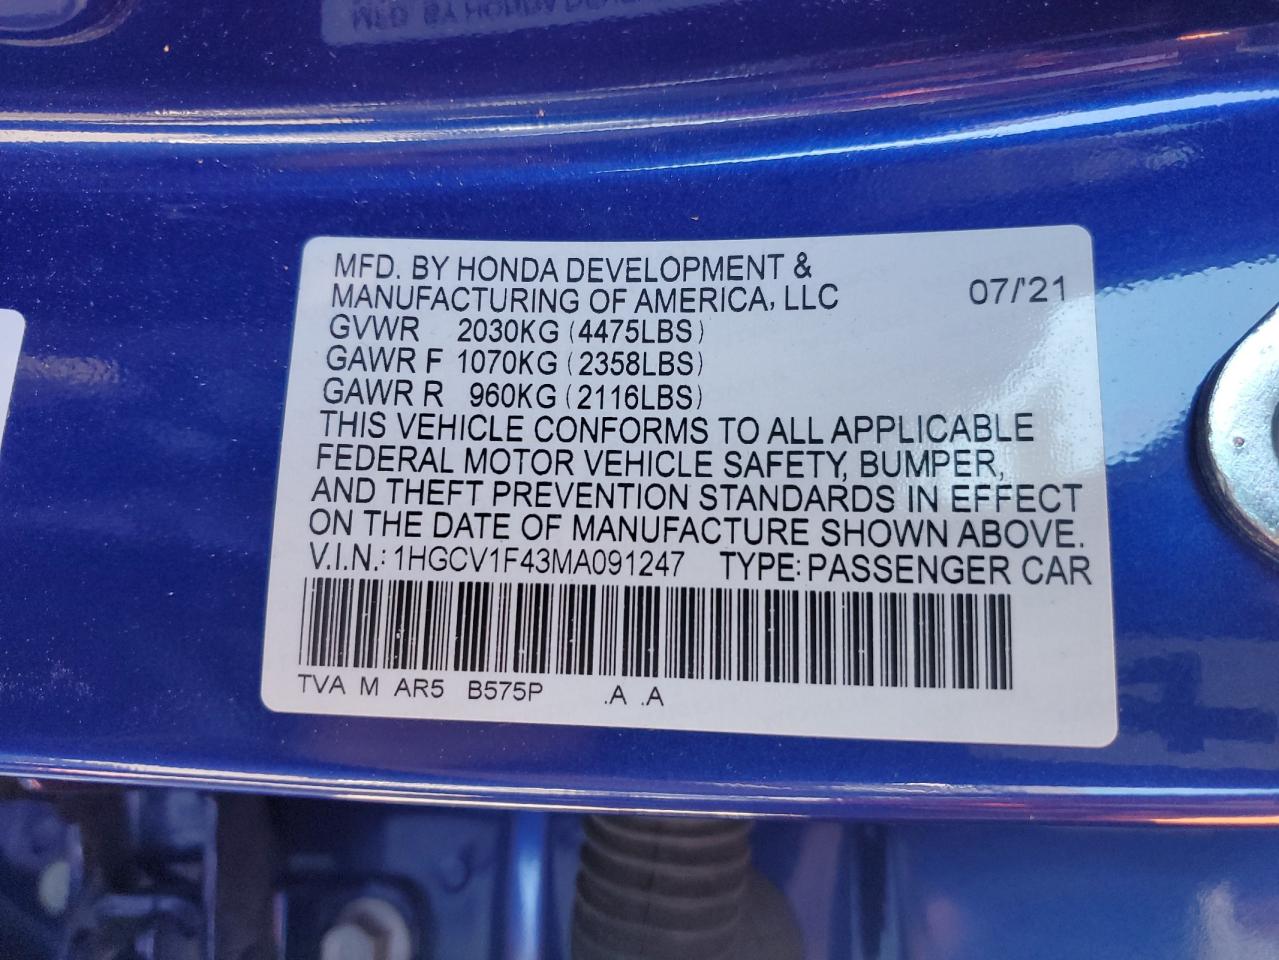 MFD. BY HONDA DEVELOPMENT &
MANUFACTURING OF AMERICA, LLC 07/'21
GVWR 2030KG (4475LBS)
GAWR F 1070KG (2358LBS)
GAWR R 960KG (2116LBS)
THIS VEHICLE CONFORMS TO ALL APPLICABLE
FEDERAL MOTOR VEHICLE SAFETY, BUMPER,
AND THEFT PREVENTION STANDARDS IN EFFECT
ON THE DATE OF MANUFACTURE SHOWN ABOVE.
V.I.N.: 1HGCV1F43MA091247 TYPE: PASSENGER CAR
TVA M AR5 B575P .A .A